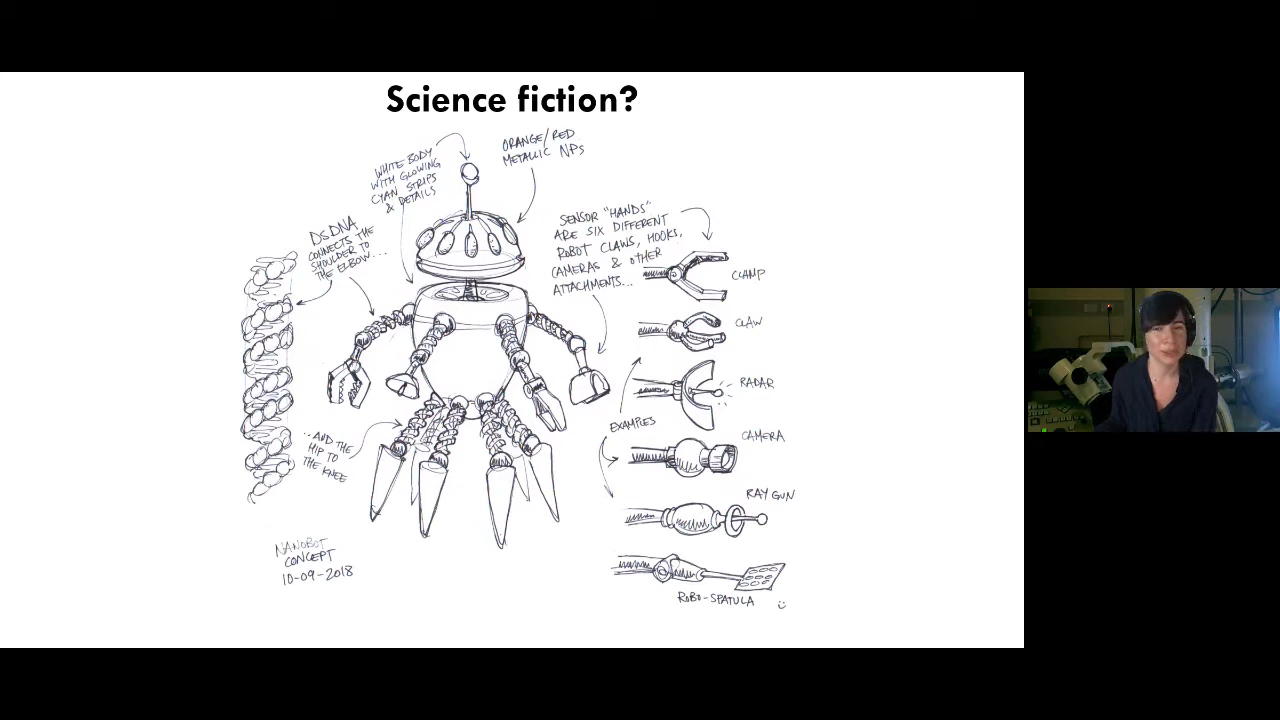 Science fiction?
WHITE BODY
WITH GLOWING
CYAN STRIPS
& DETAILS
ORANGE/RED
METALLIC NPs
DSDNA
CONNECTS THE
SHOULDER TO
THE ELBOW...
SENSOR "HANDS"
ARE SIX DIFFERENT
ROBOT CLAWS, HOOKS,
CAMERAS & OTHER
ATTACHMENTS...
CLAMP
CLAW
RADAR
EXAMPLES
CAMERA
...AND THE
HIP TO
THE KNEE
RAY GUN
NANOBOT
CONCEPT
10-09-2018
ROBO-SPATULA